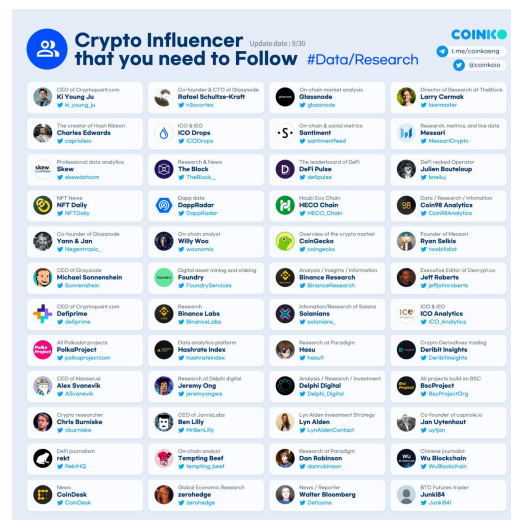 COINKO
Crypto Influencer Update date : 9/30
that you need to Follow #Data/Research
t.me/coinkoeng
@coinkoio
CEO of Cryptoquant.com
Ki Young Ju
ki_young_ju
Co-founder & CTO of Glassnode
Rafael Schultze-Kraft
n3ocortex
On-chain market analysis
Glassnode
glassnode
Director of Research at TheBlock
Larry Cermak
lawmaster
The creator of Hash Ribbon
Charles Edwards
caprioleio
ICO & IEO
ICO Drops
ICODrops
On-chain & social metrics
Santiment
santimentfeed
Research, metrics, and live data
Messari
MessariCrypto
Professional data analytics
Skew
skewdotcom
Research & News
The Block
TheBlock__
The leaderboard of DeFi
DeFi Pulse
defipulse
DeFi recked Operator
Julien Bouteloup
bneiluj
NFT News
NFT Daily
NFTDaily
Dapp data
DappRadar
DappRadar
Houbi Eco Chain
HECO Chain
HECO_Chain
Data / Research / Infomation
Coin98 Analytics
Coin98Analytics
Co-founder of Glassnode
Yann & Jan
Negentropic_
On-chain analyst
Willy Woo
woonomic
Overview of the crypto market
CoinGecko
coingecko
Founder of Messari
Ryan Selkis
twobitidiot
CEO of Grayscale
Michael Sonnenshein
Sonnenshein
Digital asset mining and staking
Foundry
FoundryServices
Analysis / Insights / Information
Binance Research
BinanceResearch
Executive Editor of Decrypt.co
Jeff Roberts
jeffjohnroberts
CEO of Cryptoquant.com
Defiprime
defiprime
Research
Binance Labs
BinanceLabs
Infomation/Research of Solana
Solanians
solanians_
ICO & IEO
ICO Analytics
ICO_Analytics
All Polkadot projects
PolkaProject
polkaprojectcom
Data analytics platform
Hashrate Index
hashrateindex
Research at Paradigm
Hasu
hasufl
Crypto Derivatives trading
Deribit Insights
DeribitInsights
CEO of Nansen.ai
Alex Svanevik
ASvanevik
Research of Delphi digital
Jeremy Ong
jeremyongws
Analysis / Research / Investment
Delphi Digital
Delphi_Digital
All projects build on BSC
BscProject
BscProjectOrg
Crypto researcher
Chris Burniske
cburniske
CEO of JarvisLabs
Ben Lilly
MrBenLilly
Lyn Alden Investment Strategy
Lyn Alden
LynAldenContact
Co-founder of capriole.io
Jan Uytenhout
uytjan
DeFi journalism
rekt
RektHQ
On-chain analyst
Tempting Beef
tempting_beef
Research at Paradigm
Dan Robinson
danrobinson
Chinese journalist
Wu Blockchain
WuBlockchain
News
CoinDesk
CoinDesk
Global Economic Research
zerohedge
zerohedge
News / Reporter
Walter Bloomberg
Deltaone
BTC Futures trader
Junki84
Junki841